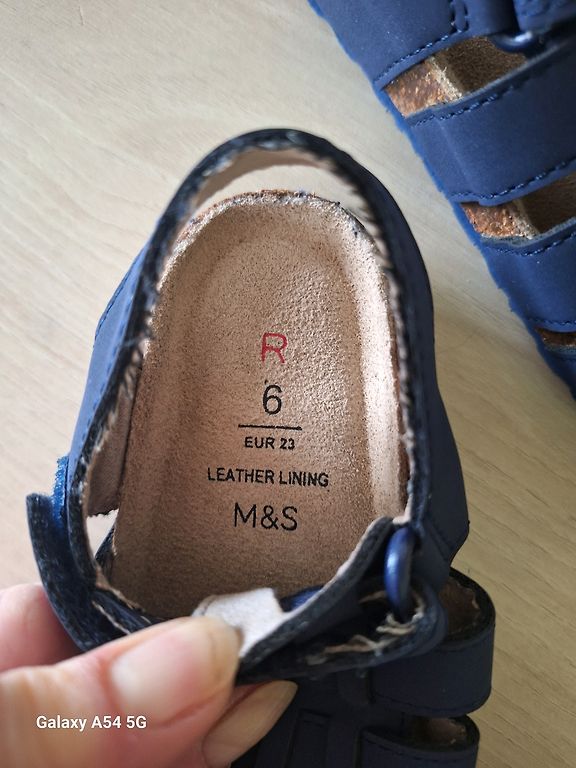 R
6
EUR 23
LEATHER LINING
M&S
Galaxy A54 5G